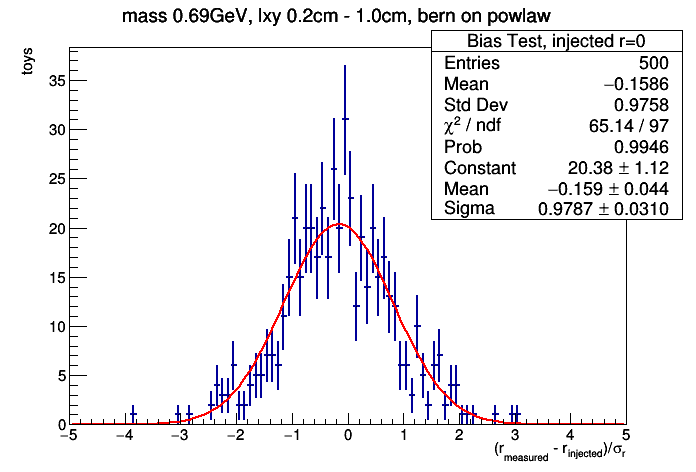 mass 0.69GeV, lxy 0.2cm - 1.0cm, bern on powlaw
toys
Bias Test, injected r=0
Entries 500
Mean −0.1586
Std Dev 0.9758
χ² / ndf 65.14 / 97
Prob 0.9946
Constant 20.38 ± 1.12
Mean −0.159 ± 0.044
Sigma 0.9787 ± 0.0310
35
30
25
20
15
10
5
0
−5 −4 −3 −2 −1 0 1 2 3 4 5
(r_measured - r_injected)/σ_r